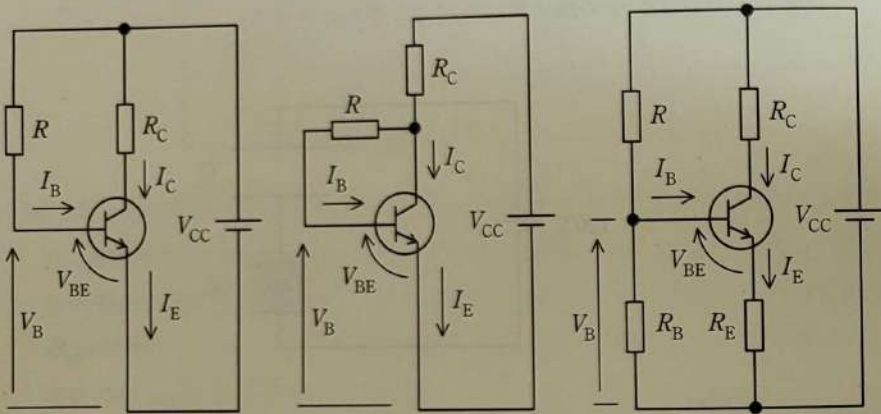 R
R_C
I_B
I_C
V_CC
V_BE
V_B
I_E
R_C
R
I_B
I_C
V_CC
V_BE
V_B
I_E
R
R_C
I_B
I_C
V_CC
V_BE
I_E
V_B
R_B
R_E